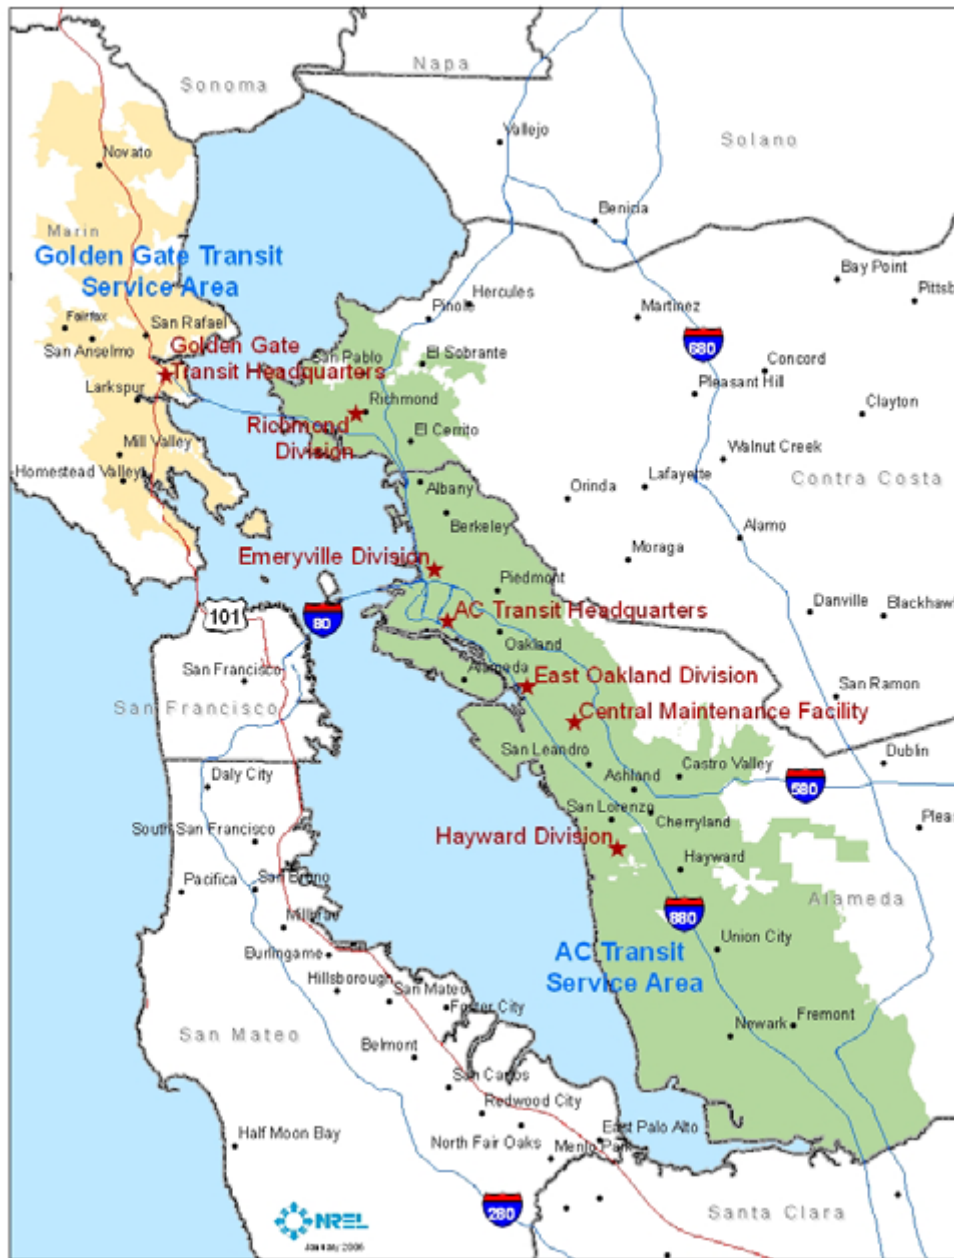 Napa
Sonoma
Vallejo
Solano
Novato
Benicia
Marin
Golden Gate Transit
Service Area
Bay Point
Pittsb
Hercules
Pinole
Martinez
Fairfax
San Rafael
San Anselmo
680
Golden Gate
Transit Headquarters
San Pablo
El Sobrante
Concord
Pleasant Hill
Larkspur
Richmond
Clayton
Richmond
Division
El Cerrito
Mill Valley
Walnut Creek
Homestead Valley
Lafayette
Contra Costa
Albany
Orinda
Berkeley
Alamo
Emeryville Division
Moraga
Piedmont
Danville
Blackhaw
101
80
AC Transit Headquarters
Oakland
San Francisco
Alameda
East Oakland Division
San Ramon
San Francisco
Central Maintenance Facility
San Leandro
Dublin
Daly City
Ashland
Castro Valley
580
San Lorenzo
Cherryland
Pleas
South San Francisco
Hayward Division
Hayward
Pacifica
San Bruno
Alameda
Millbrae
880
Burlingame
Union City
AC Transit
Service Area
Hillsborough
San Mateo
Foster City
San Mateo
Newark
Fremont
Belmont
San Carlos
Redwood City
Half Moon Bay
North Fair Oaks
East Palo Alto
Menlo Park
280
Santa Clara
NREL
January 2006